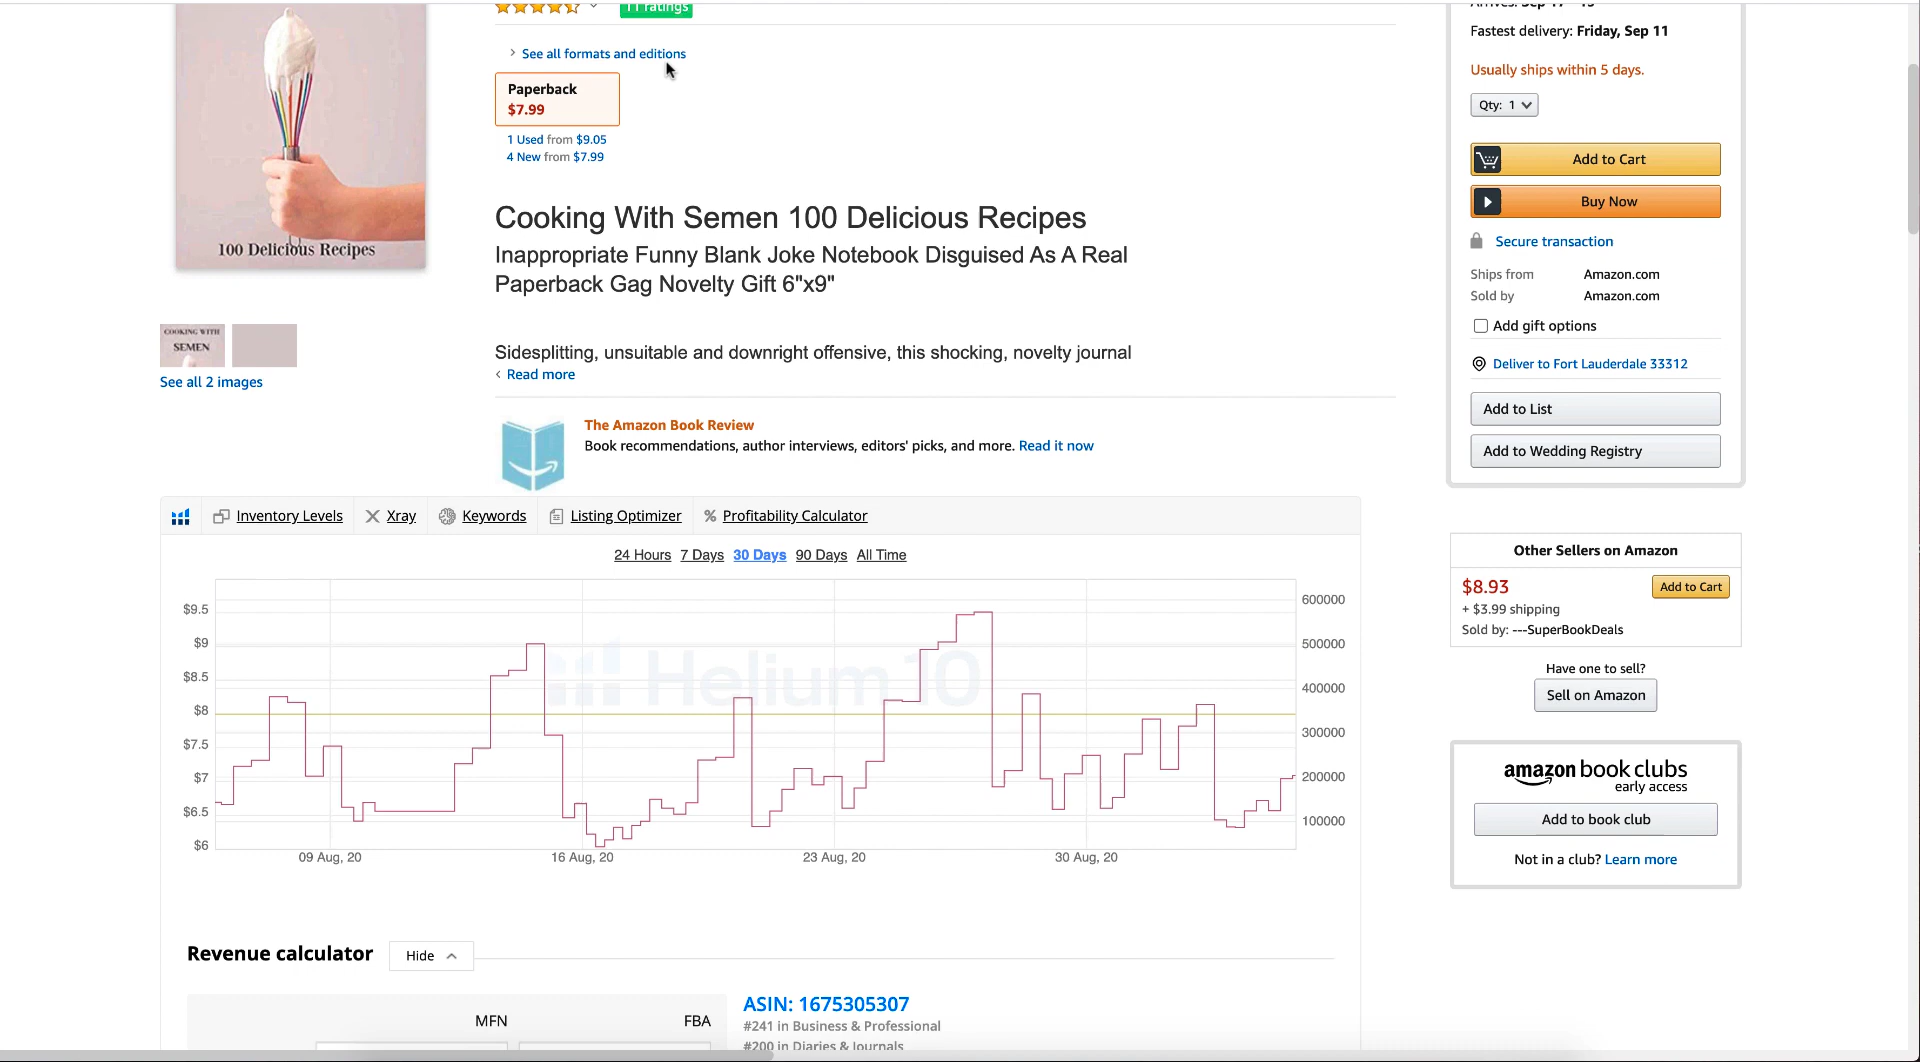 11 ratings
Arrives: Sep 17 - 19
Fastest delivery: Friday, Sep 11
> See all formats and editions
Usually ships within 5 days.
Paperback
$7.99
Qty: 1
1 Used from $9.05
4 New from $7.99
Add to Cart
Buy Now
100 Delicious Recipes
Cooking With Semen 100 Delicious Recipes
Inappropriate Funny Blank Joke Notebook Disguised As A Real
Paperback Gag Novelty Gift 6"x9"
Secure transaction
Ships from Amazon.com
Sold by Amazon.com
Add gift options
COOKING WITH
SEMEN
See all 2 images
Sidesplitting, unsuitable and downright offensive, this shocking, novelty journal
‹ Read more
Deliver to Fort Lauderdale 33312
Add to List
Add to Wedding Registry
The Amazon Book Review
Book recommendations, author interviews, editors' picks, and more. Read it now
Inventory Levels Xray Keywords Listing Optimizer % Profitability Calculator
24 Hours 7 Days 30 Days 90 Days All Time
Helium 10
$9.5
$9
$8.5
$8
$7.5
$7
$6.5
$6
600000
500000
400000
300000
200000
100000
09 Aug, 20 16 Aug, 20 23 Aug, 20 30 Aug, 20
Other Sellers on Amazon
$8.93 Add to Cart
+ $3.99 shipping
Sold by: ---SuperBookDeals
Have one to sell?
Sell on Amazon
amazon book clubs
early access
Add to book club
Not in a club? Learn more
Revenue calculator Hide
MFN FBA
ASIN: 1675305307
#241 in Business & Professional
#200 in Diaries & Journals